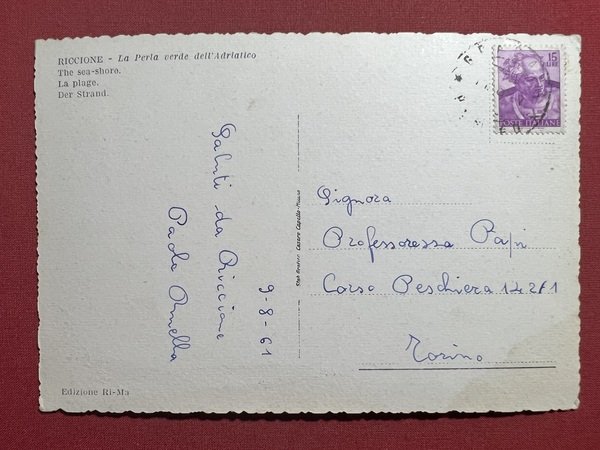 RICCIONE - La Perla verde dell'Adriatico
The sea-shore.
La plage.
Der Strand.
15
LIRE
POSTE ITALIANE
9-8-61
Saluti da Riccione
Paolo Ornella
Signora
Professoressa Papi
Corso Peschiera 142/1
Torino
Edizione Ri-Ma